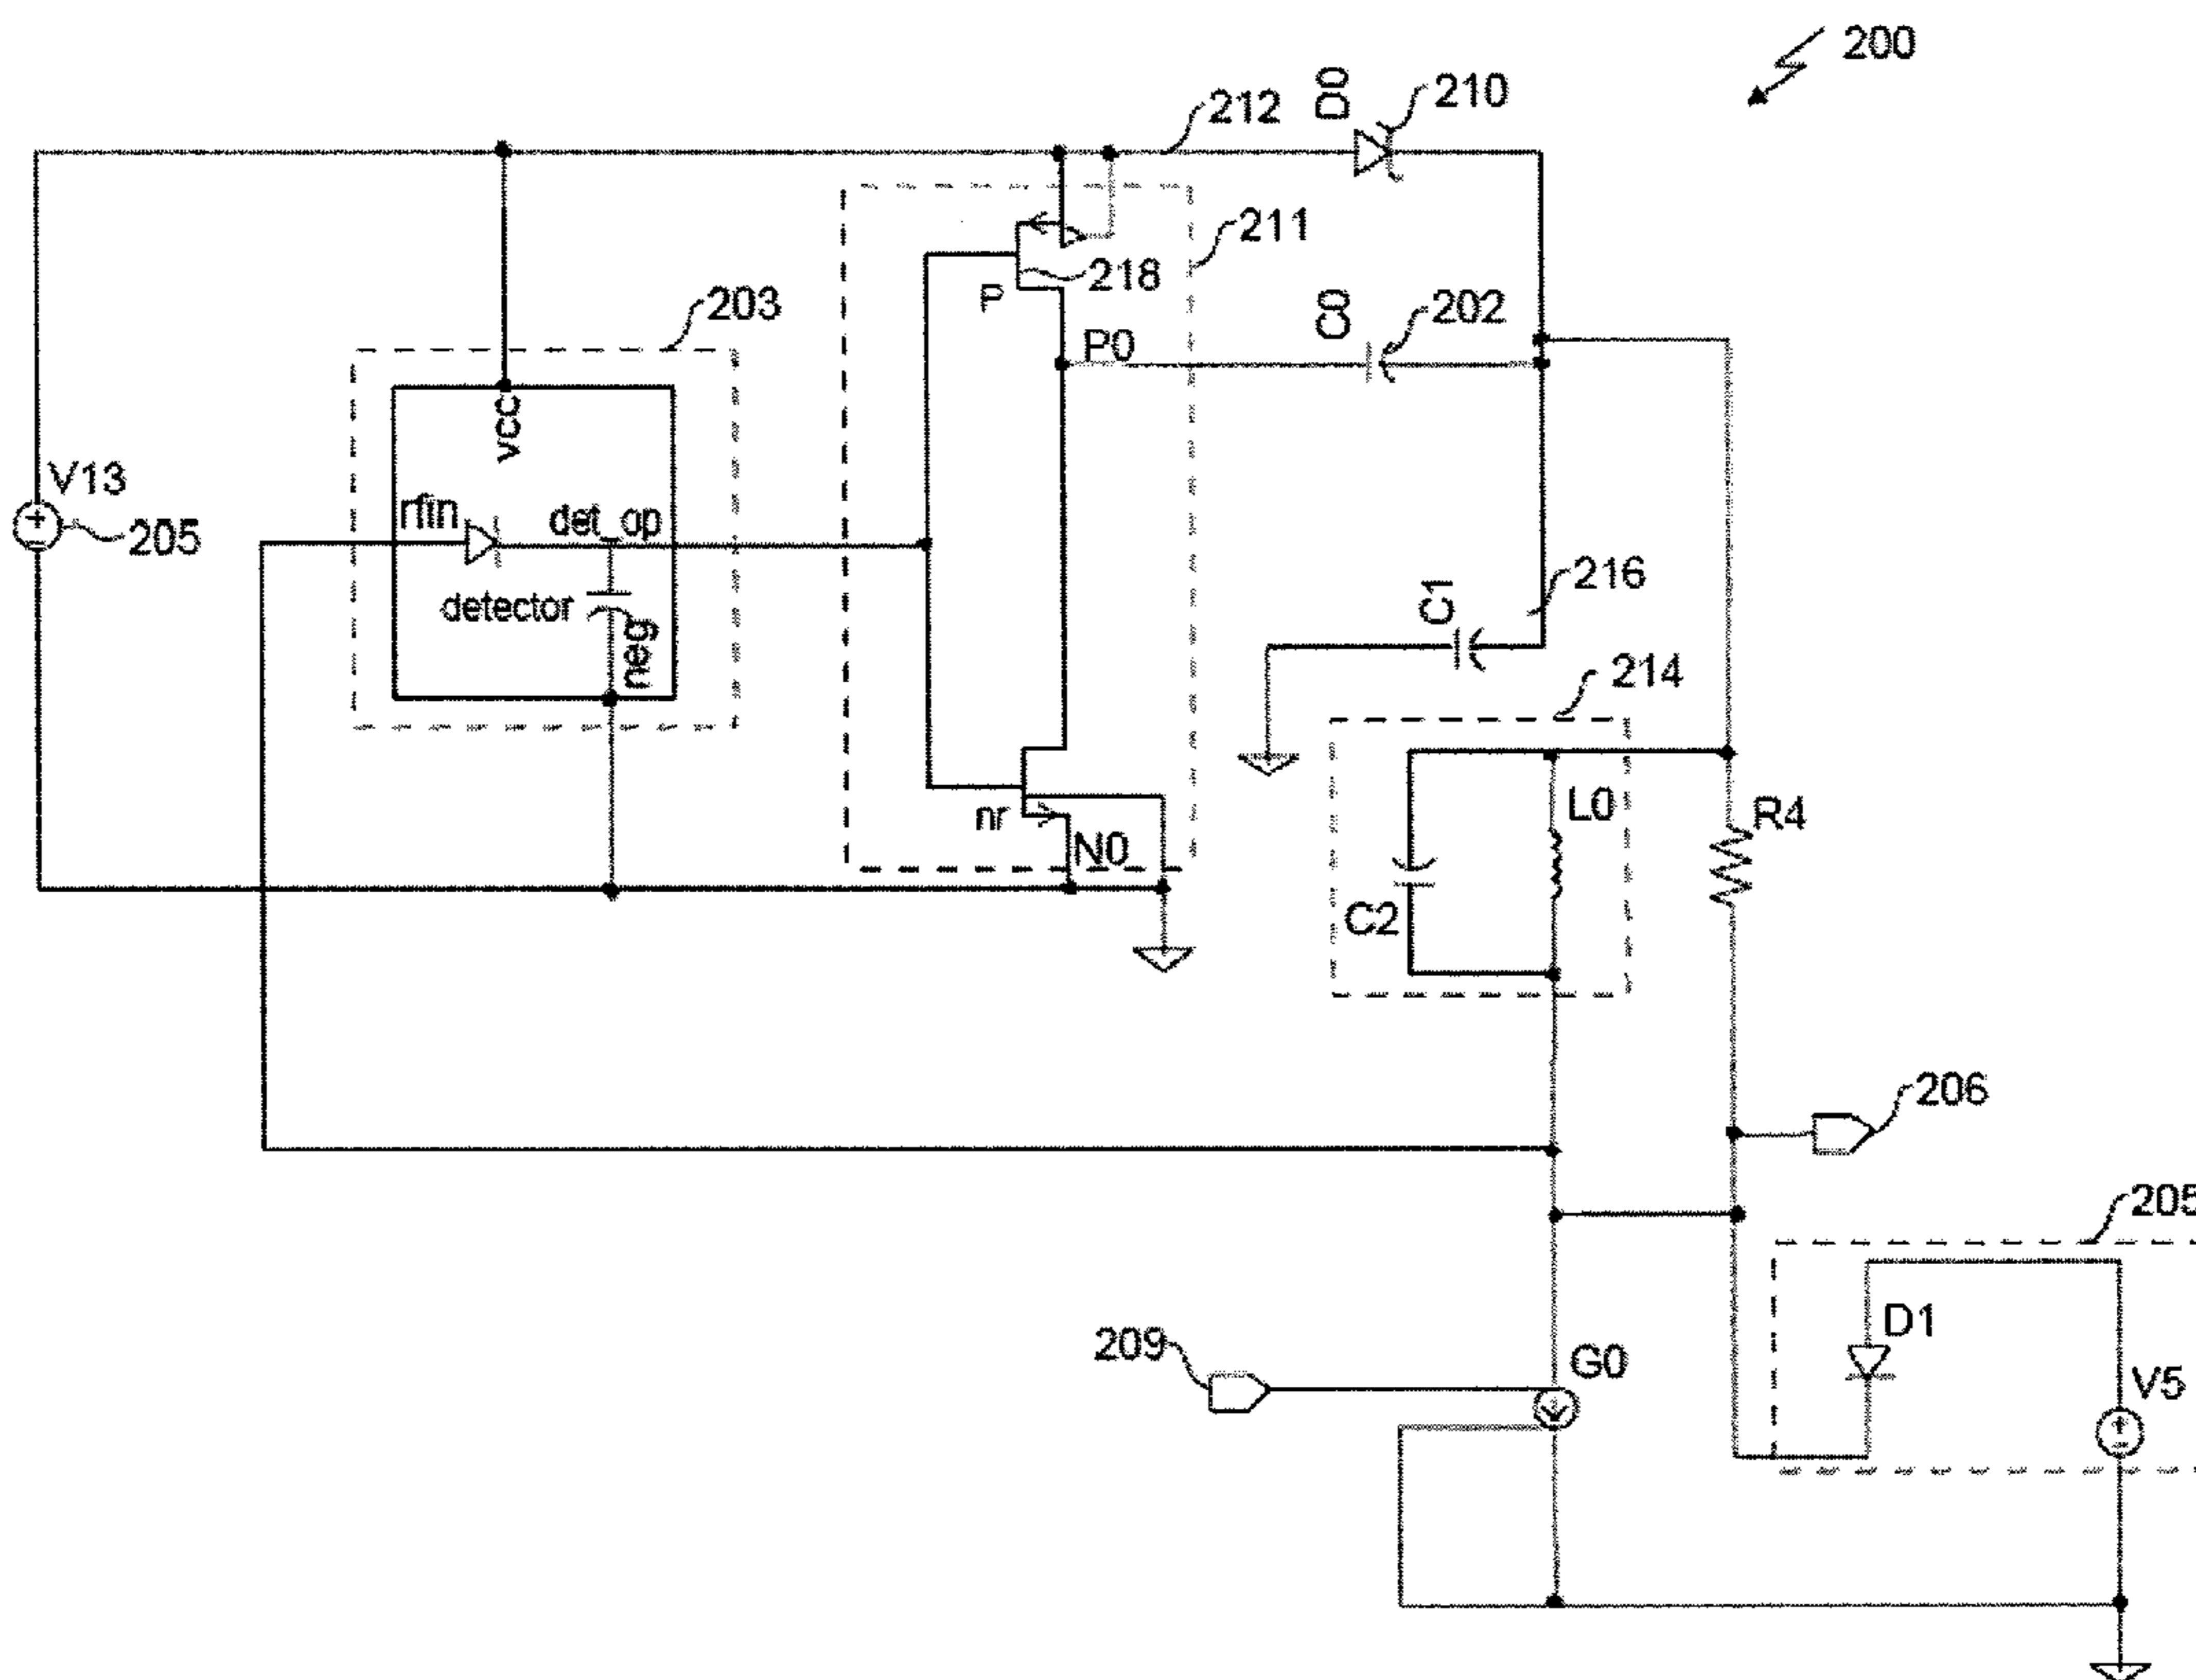 200
D0
210
212
211
218
P
P0
C0
202
203
vcc
V13
205
rfin
det_op
detector
neg
C1
216
214
nr
N0
L0
R4
C2
206
205
D1
V5
209
G0